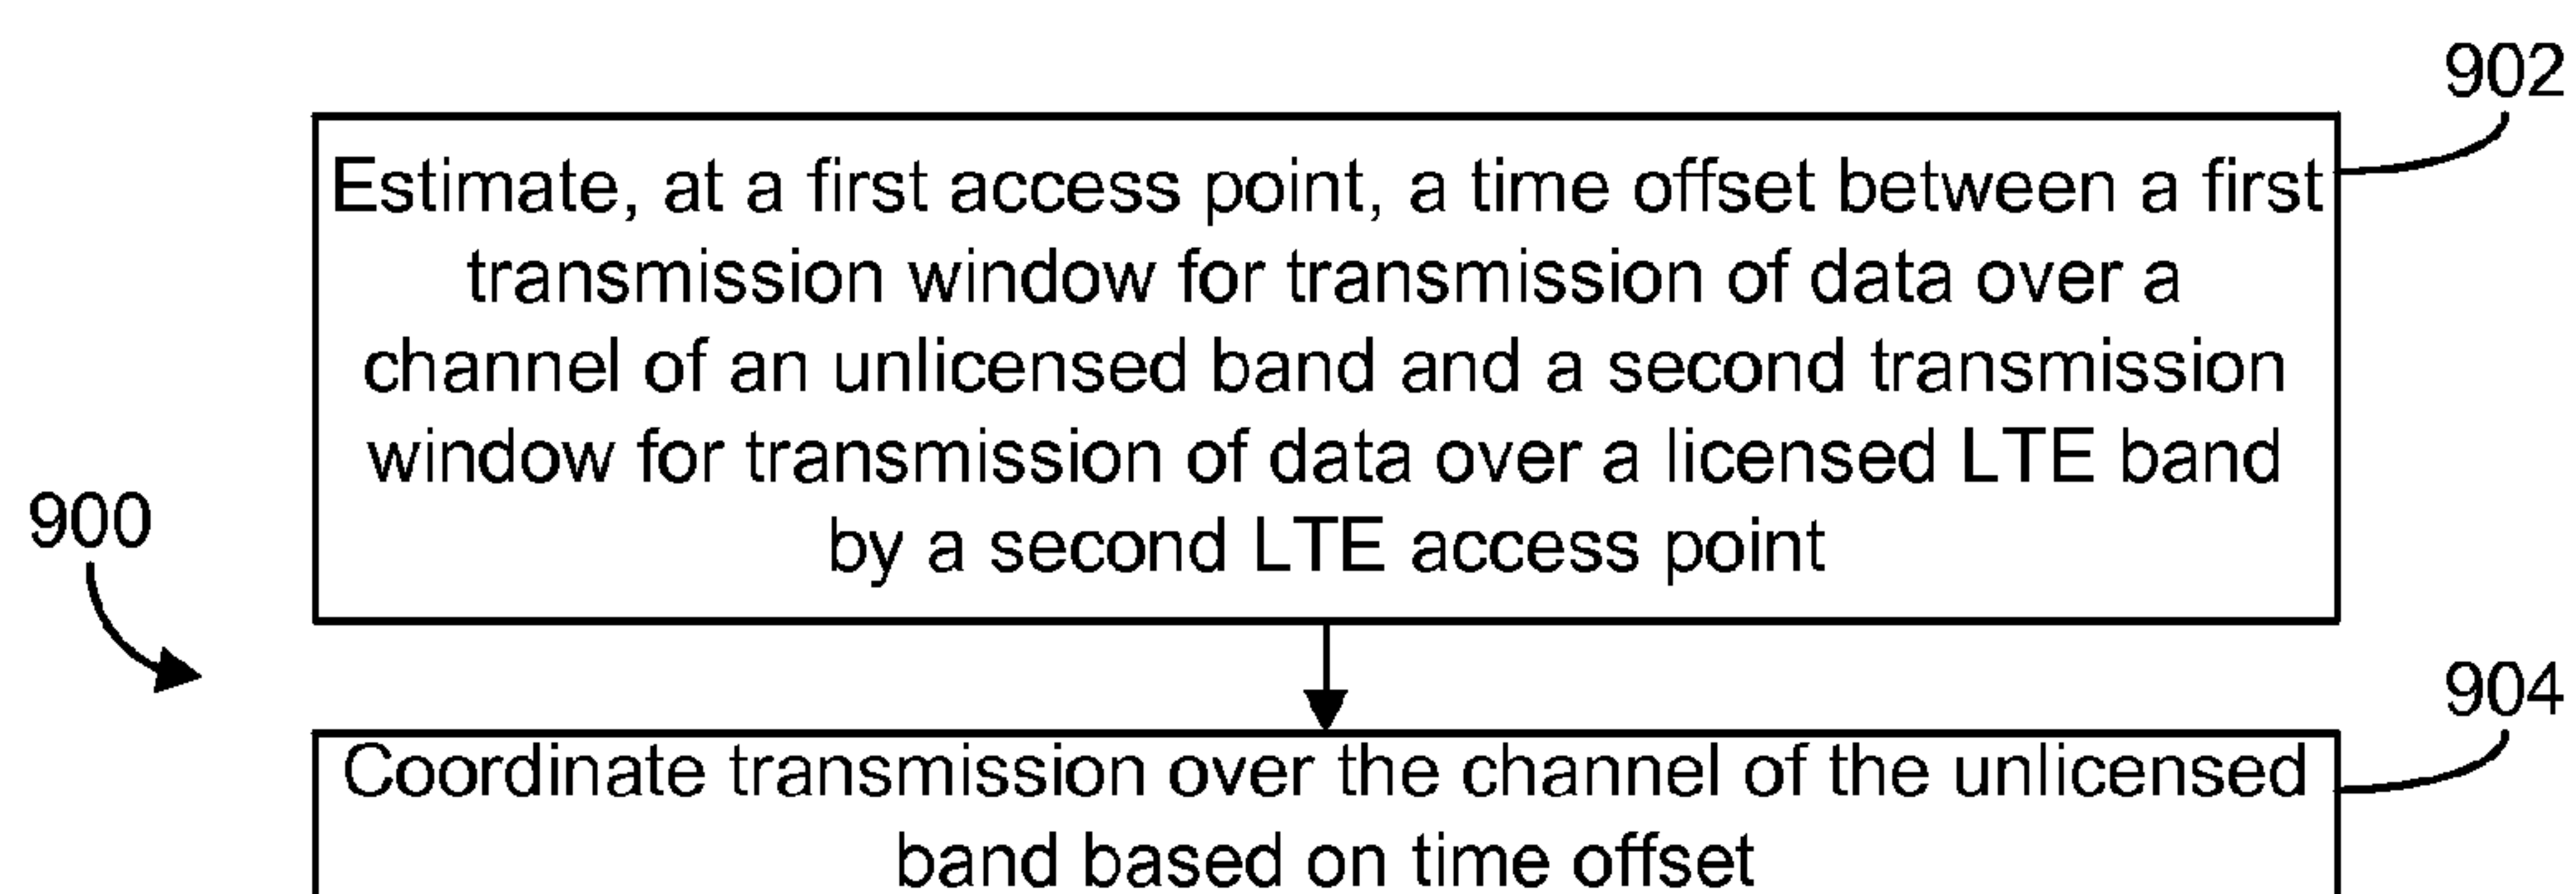 902
Estimate, at a first access point, a time offset between a first
transmission window for transmission of data over a
channel of an unlicensed band and a second transmission
window for transmission of data over a licensed LTE band
by a second LTE access point
900
904
Coordinate transmission over the channel of the unlicensed
band based on time offset